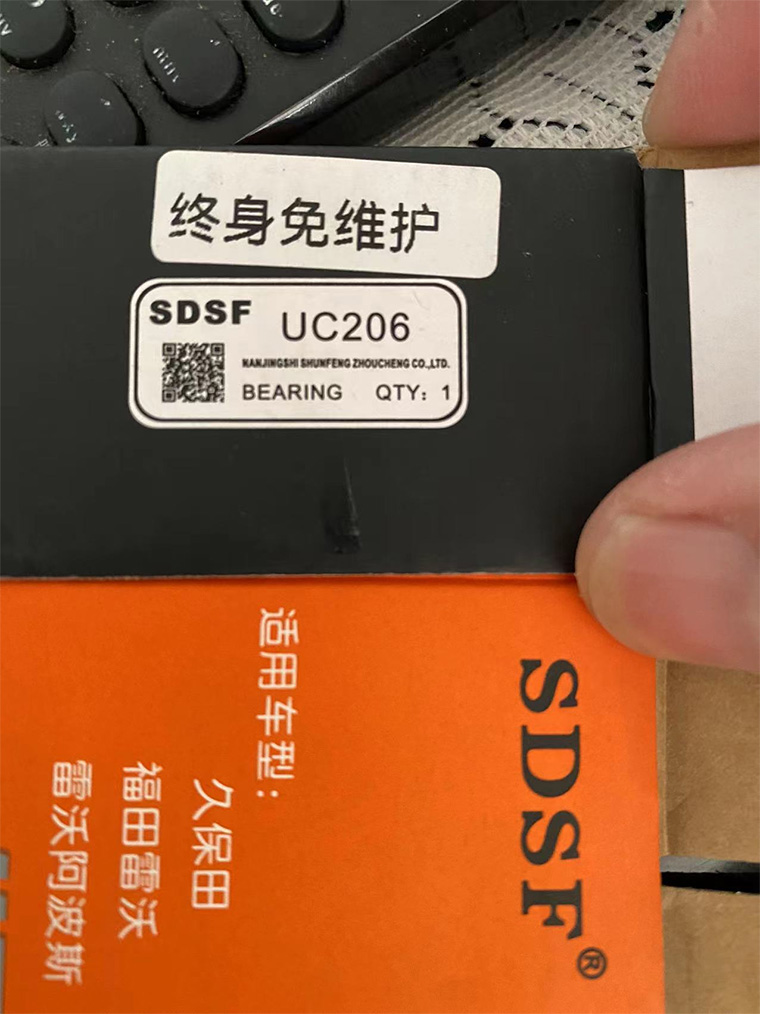 终身免维护
SDSF
UC206
NANJINGSHI SHUNFENG ZHOUCHENG CO.,LTD.
BEARING QTY: 1
适用车型：
久保田
福田雷沃
雷沃阿波斯
SDSF®